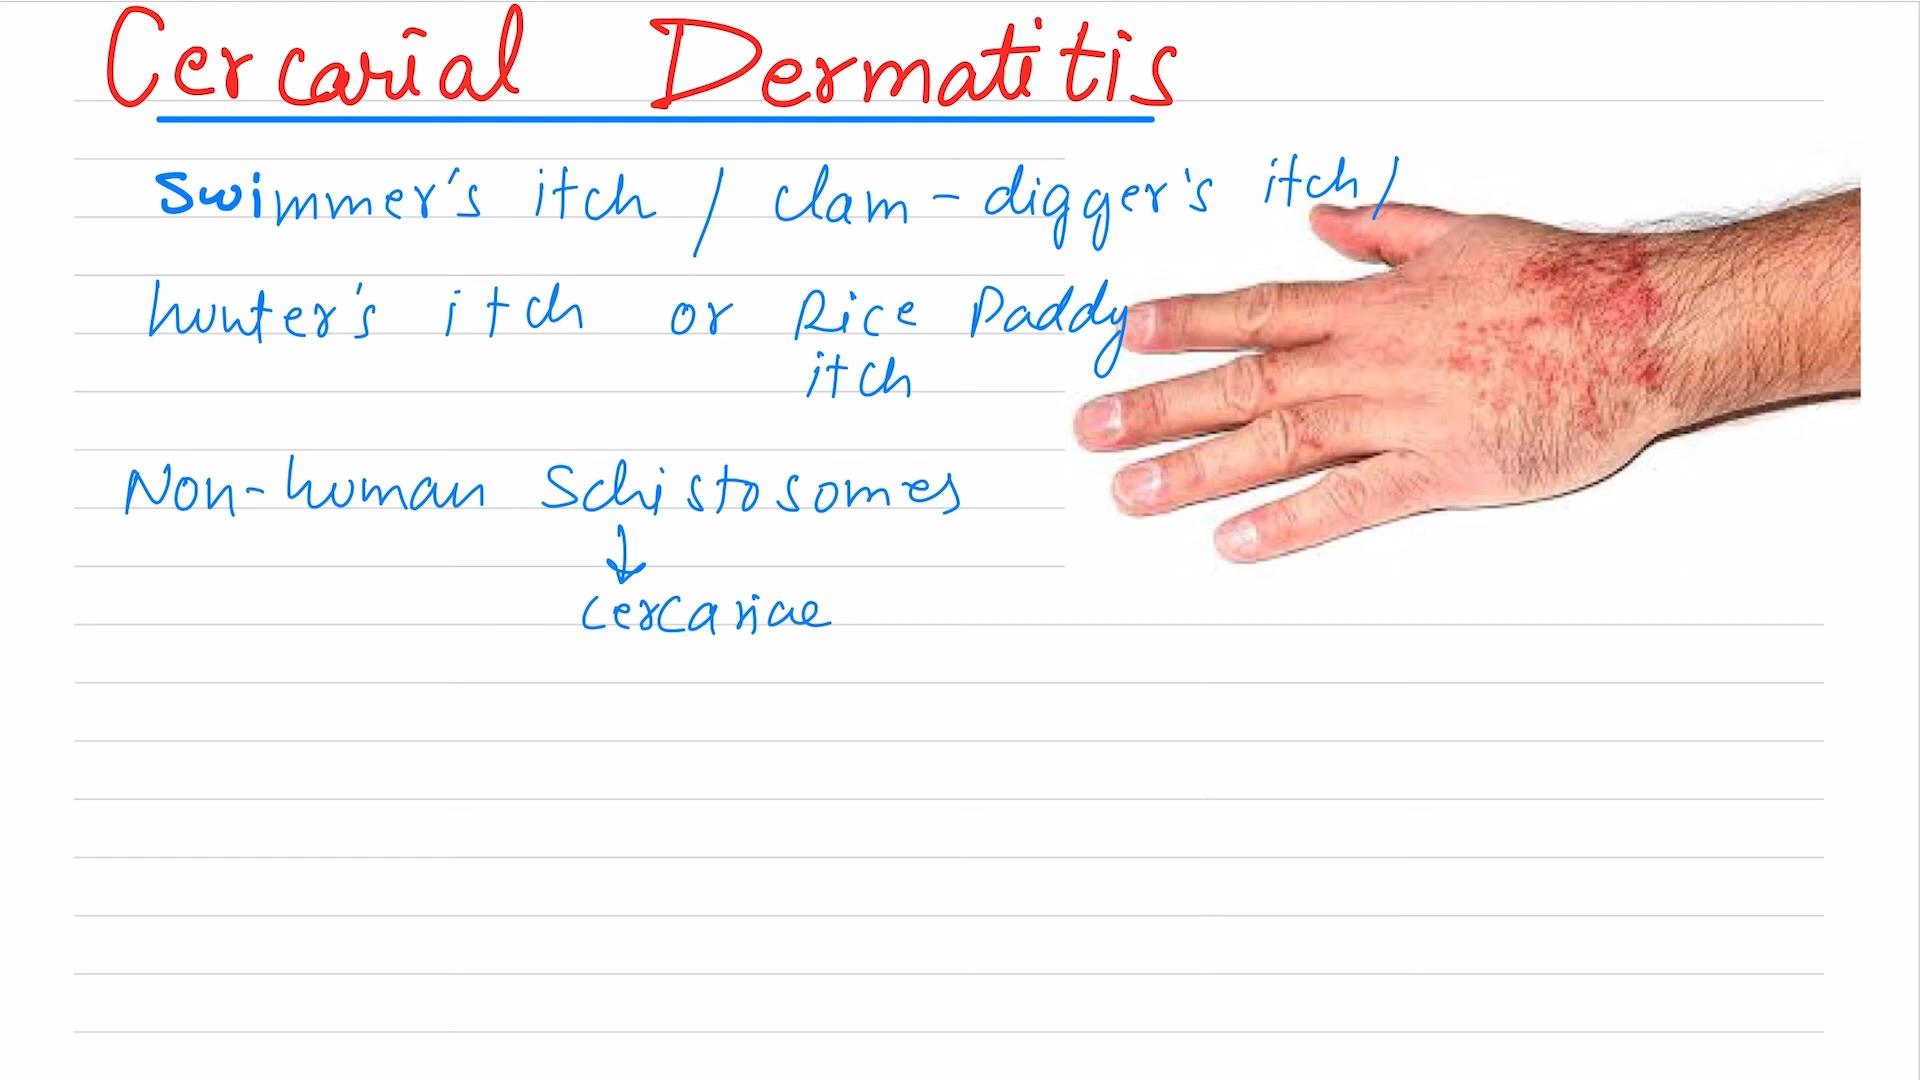 Cercarial Dermatitis
Swimmer's itch / clam-digger's itch /
hunter's itch or Rice Paddy
itch
Non-human Schistosomes
↓
cercariae